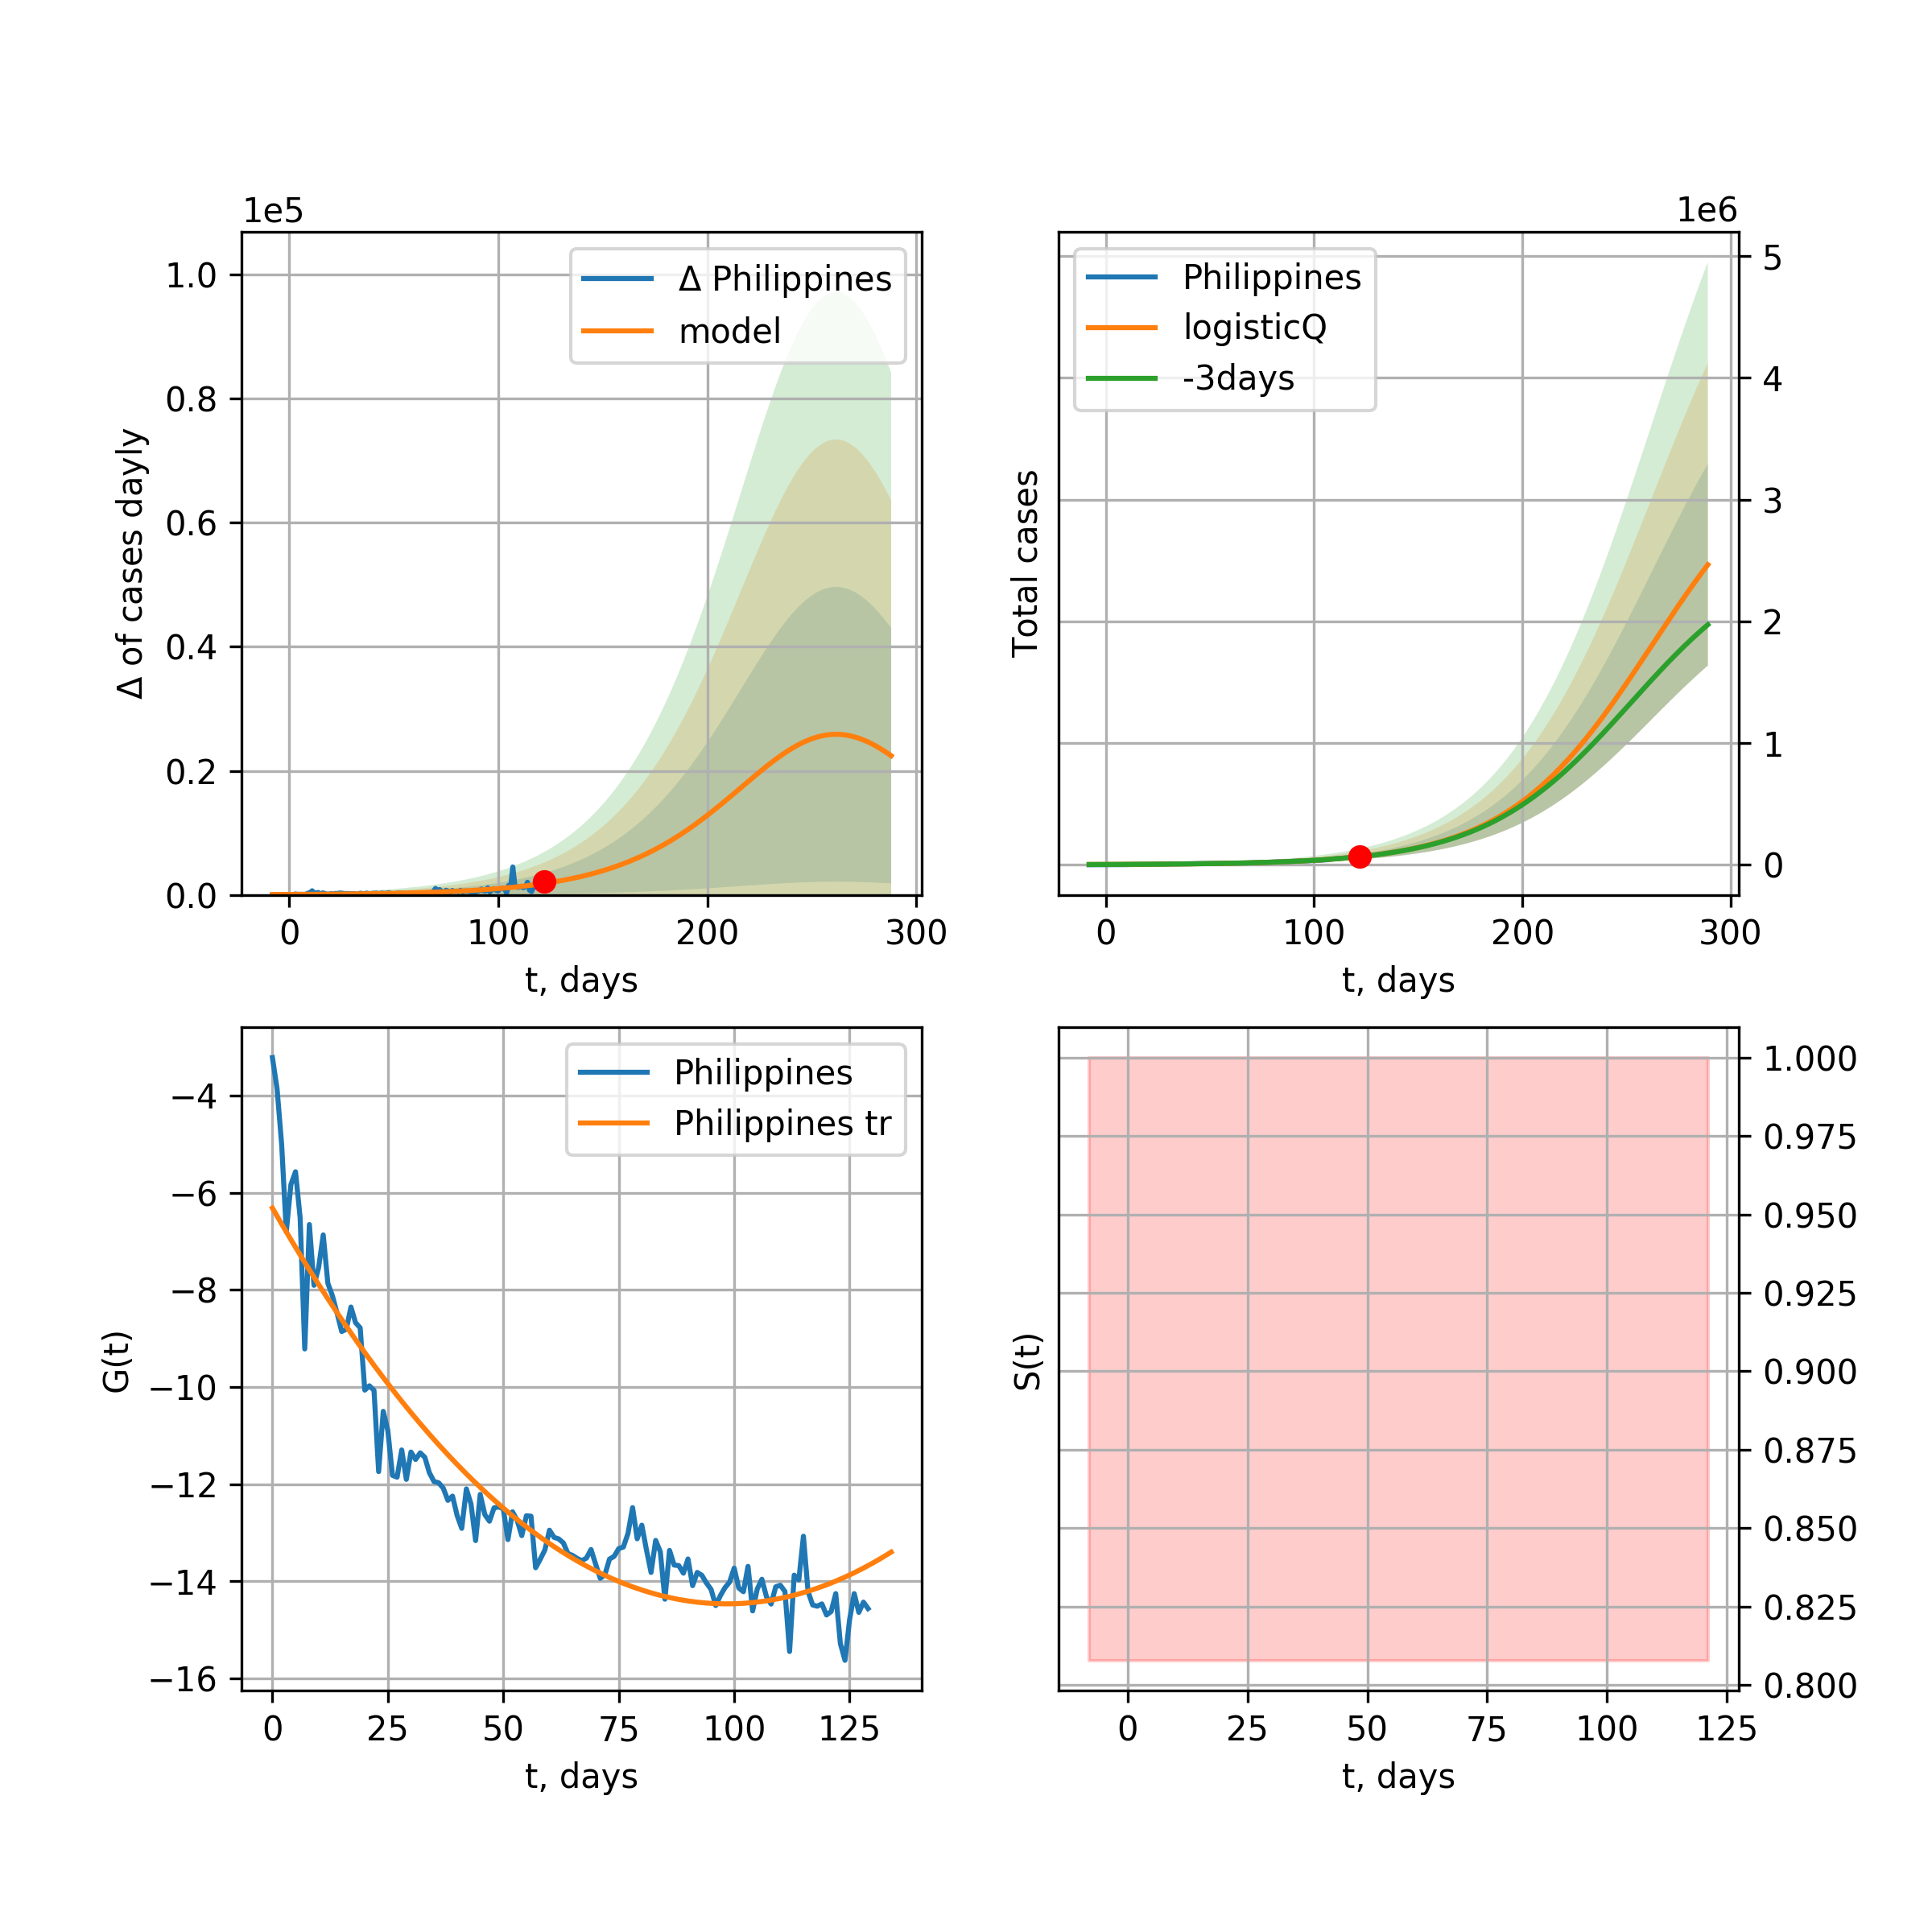 1e5
Δ of cases dayly
1.0
0.8
0.6
0.4
0.2
0.0
Δ Philippines
model
0 100 200 300
t, days
1e6
Total cases
Philippines
logisticQ
-3days
5
4
3
2
1
0
0 100 200 300
t, days
G(t)
−4
−6
−8
−10
−12
−14
−16
Philippines
Philippines tr
0 25 50 75 100 125
t, days
S(t)
1.000
0.975
0.950
0.925
0.900
0.875
0.850
0.825
0.800
0 25 50 75 100 125
t, days